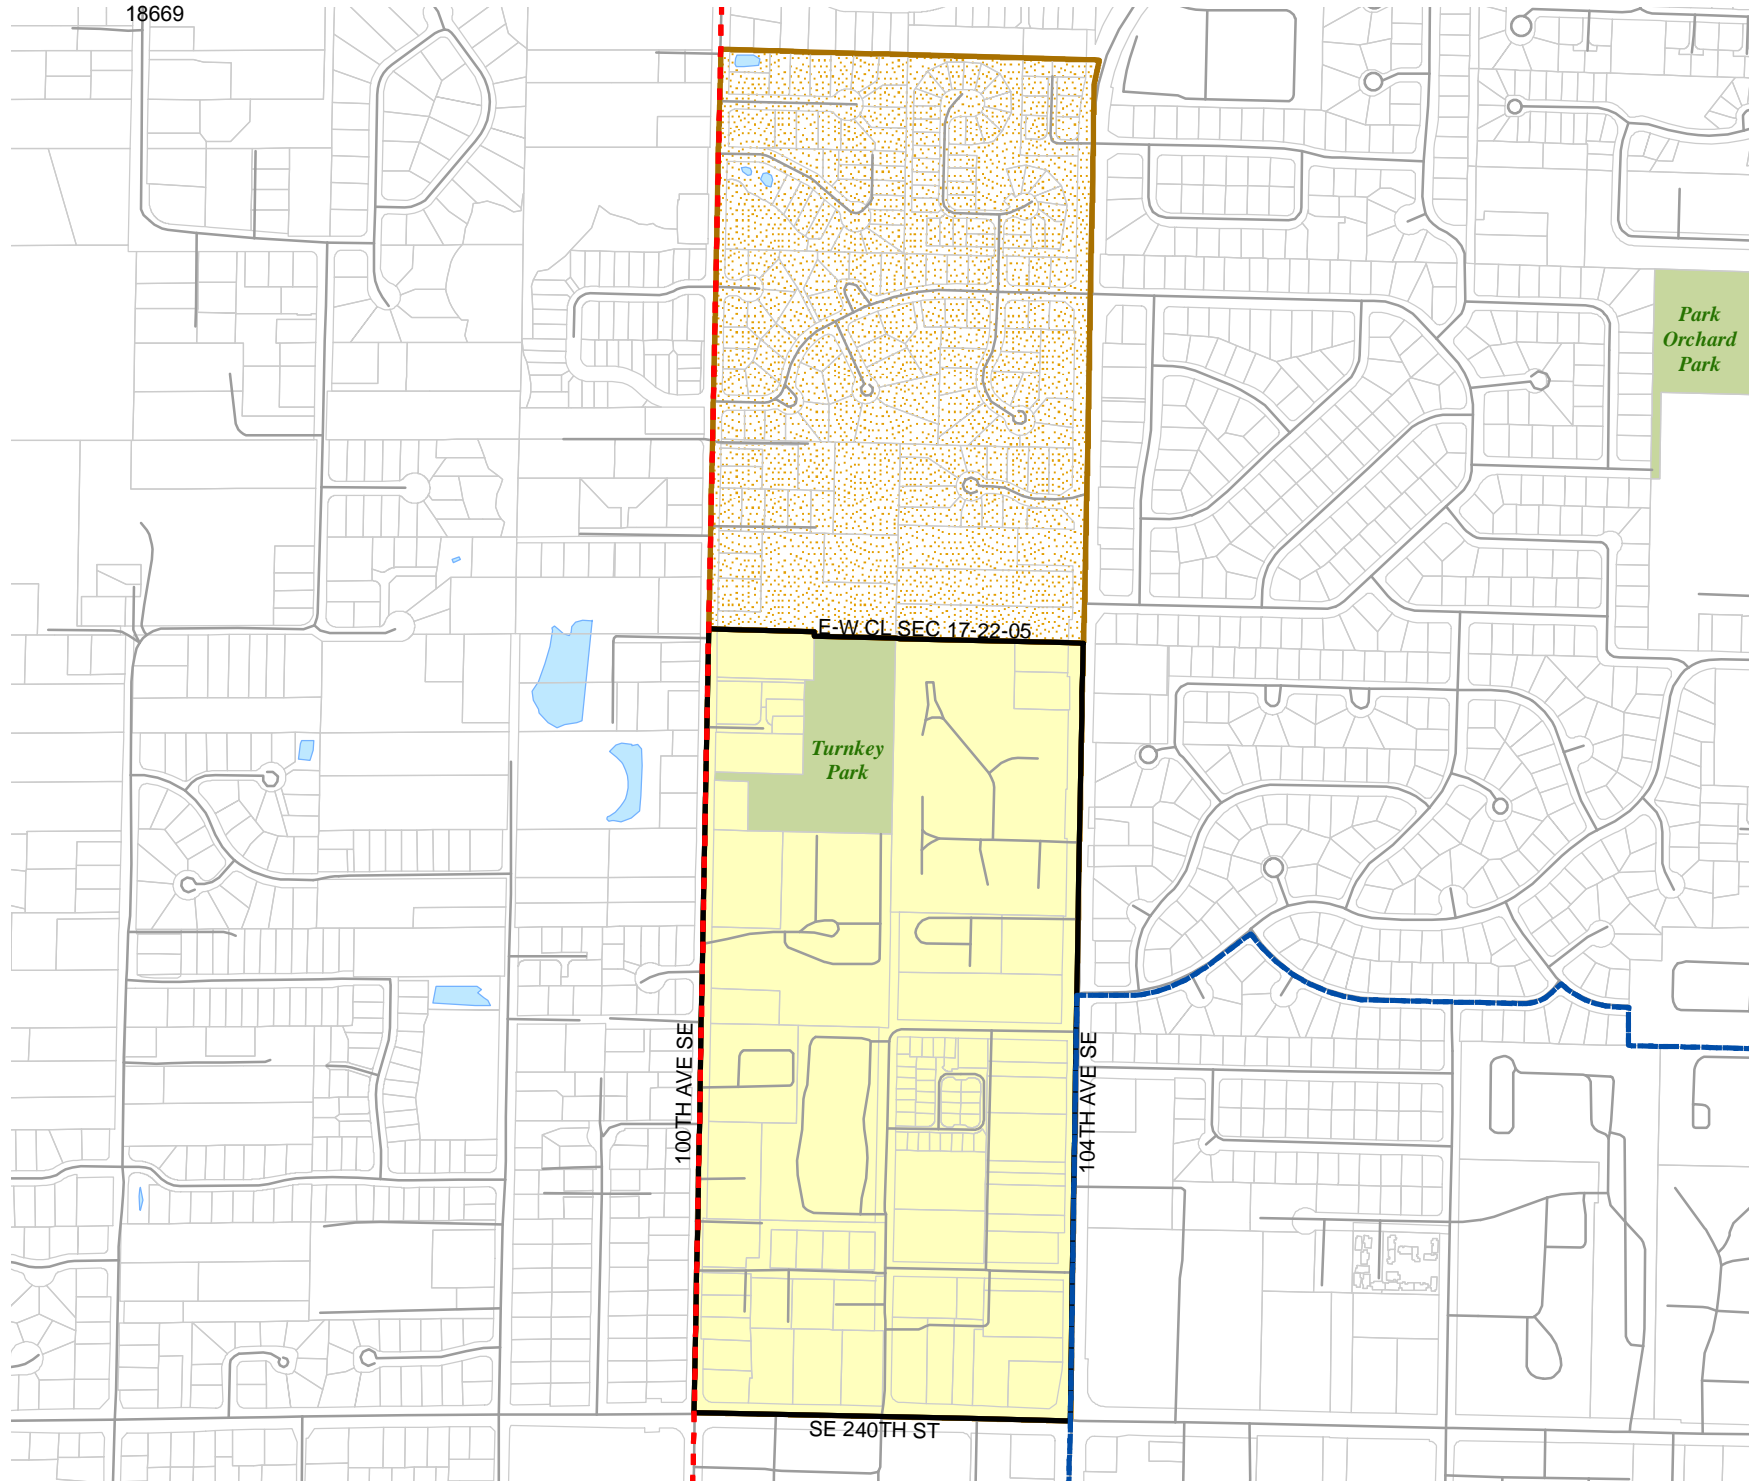 18669
Park
Orchard
Park
E-W CL SEC 17-22-05
Turnkey
Park
100TH AVE SE
104TH AVE SE
SE 240TH ST